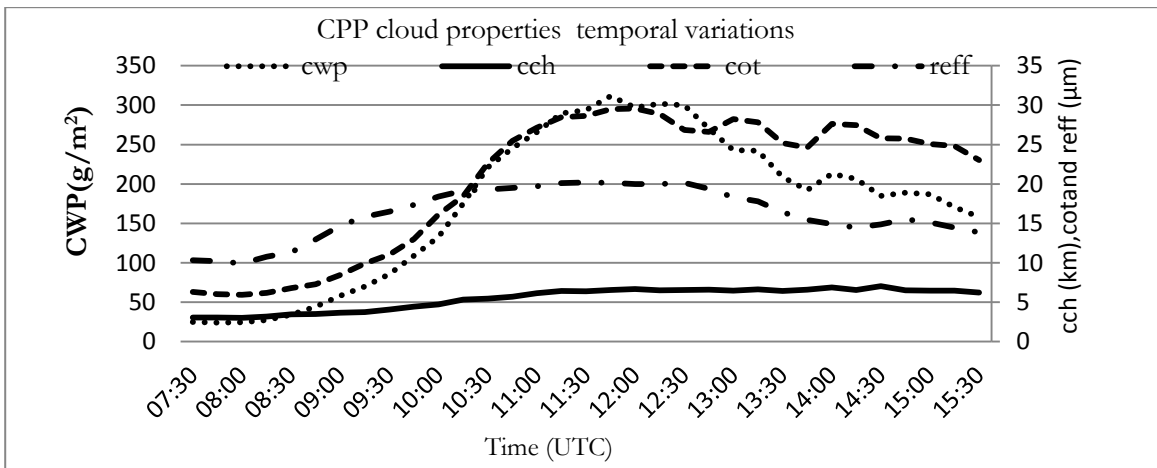 CPP cloud properties temporal variations
cwp cch cot reff
CWP(g/m²)
350
300
250
200
150
100
50
0
35
30
25
20
15
10
5
0
cch (km),cotand reff (µm)
07:30 08:00 08:30 09:00 09:30 10:00 10:30 11:00 11:30 12:00 12:30 13:00 13:30 14:00 14:30 15:00 15:30
Time (UTC)